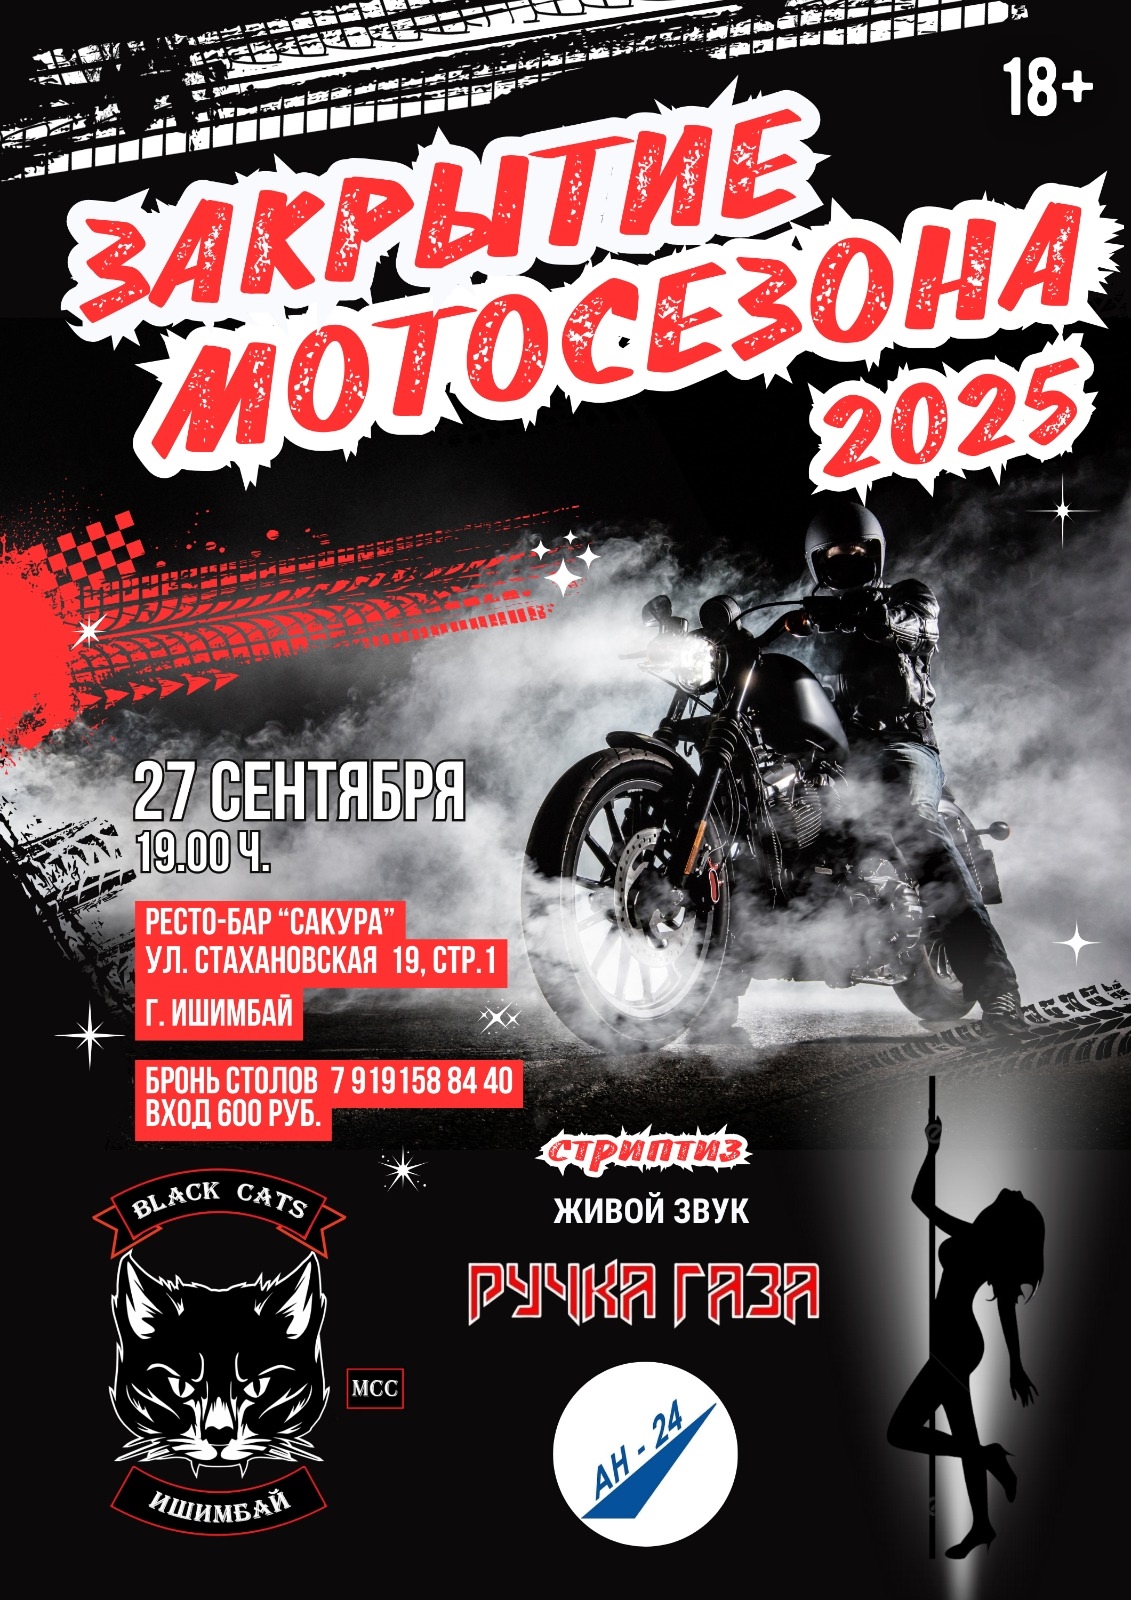 18+
ЗАКРЫТИЕ
МОТОСЕЗОНА
2025
27 СЕНТЯБРЯ
19.00 Ч.
РЕСТО-БАР “САКУРА”
УЛ. СТАХАНОВСКАЯ 19, СТР.1
Г. ИШИМБАЙ
БРОНЬ СТОЛОВ 7 919158 84 40
ВХОД 600 РУБ.
СТРИПТИЗ
ЖИВОЙ ЗВУК
РУЧКА ГАЗА
BLACK CATS
MCC
ИШИМБАЙ
АН - 24